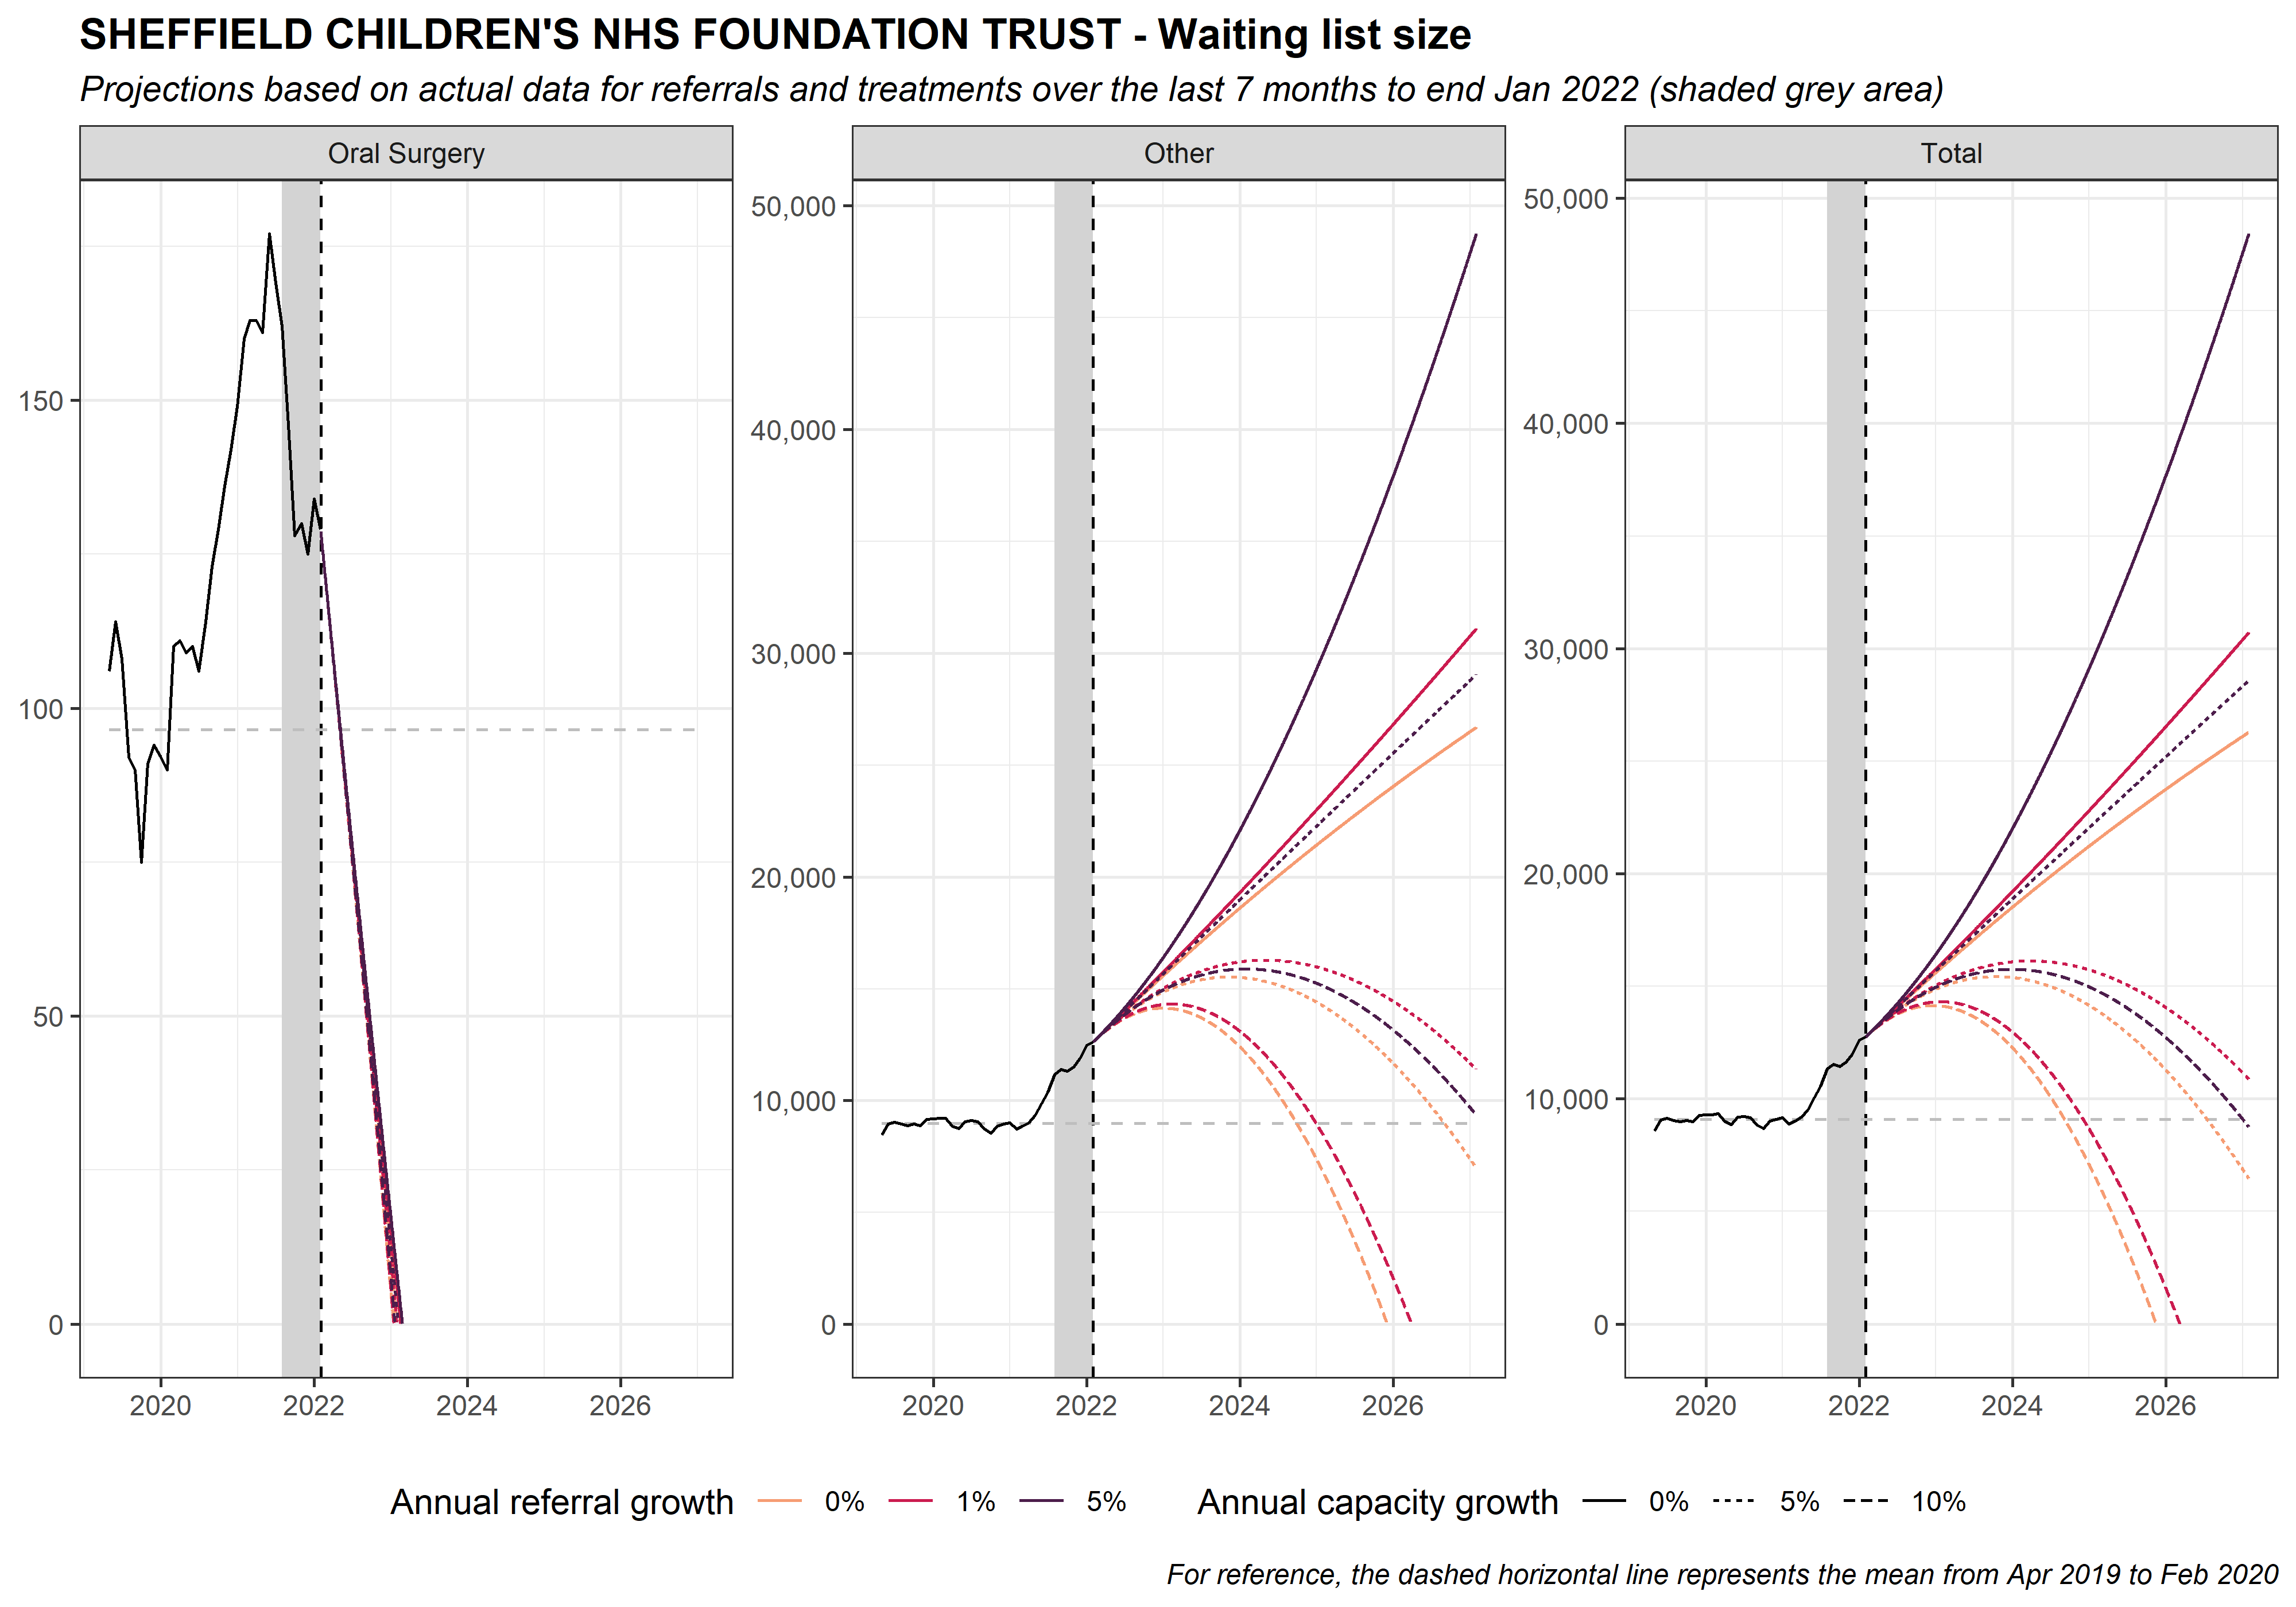 SHEFFIELD CHILDREN'S NHS FOUNDATION TRUST - Waiting list size
Projections based on actual data for referrals and treatments over the last 7 months to end Jan 2022 (shaded grey area)
Oral Surgery
150
100
50
0
2020 2022 2024 2026
Other
50,000
40,000
30,000
20,000
10,000
0
2020 2022 2024 2026
Total
50,000
40,000
30,000
20,000
10,000
0
2020 2022 2024 2026
Annual referral growth 0% 1% 5% Annual capacity growth 0% 5% 10%
For reference, the dashed horizontal line represents the mean from Apr 2019 to Feb 2020